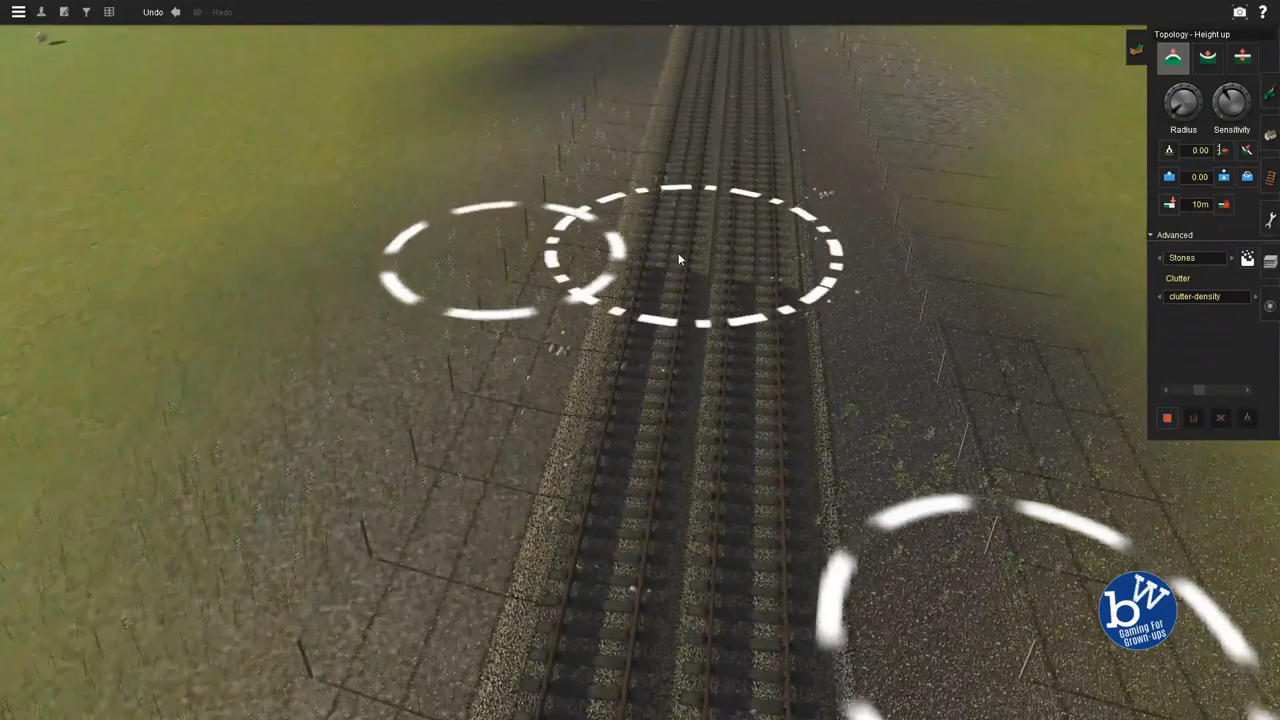 Undo
Redo
?
Topology - Height up
Radius
Sensitivity
0.00
0.00
10m
Advanced
Stones
Clutter
clutter-density
bW
Gaming For
Grown-ups